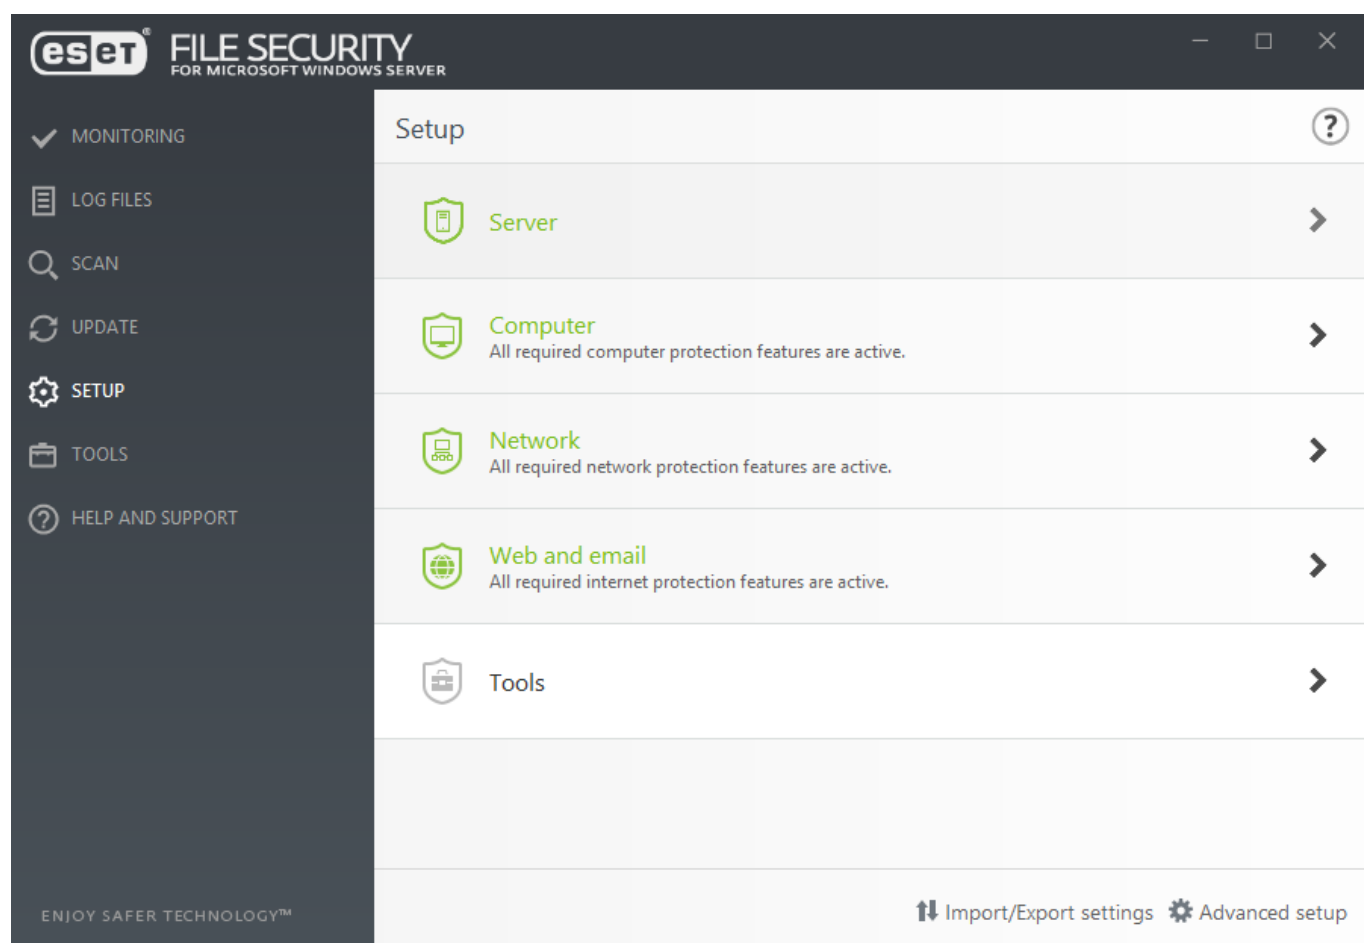 eset® FILE SECURITY
FOR MICROSOFT WINDOWS SERVER
MONITORING
LOG FILES
SCAN
UPDATE
SETUP
TOOLS
HELP AND SUPPORT
ENJOY SAFER TECHNOLOGY™
Setup
?
Server
Computer
All required computer protection features are active.
Network
All required network protection features are active.
Web and email
All required internet protection features are active.
Tools
Import/Export settings Advanced setup